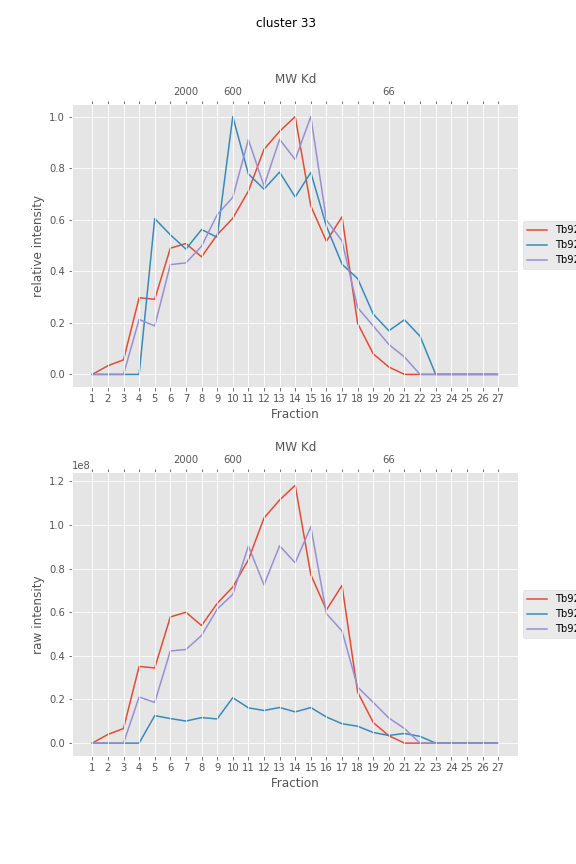 cluster 33
MW Kd
2000 600 66
1.0
0.8
0.6
0.4
0.2
0.0
relative intensity
Tb92
Tb92
Tb92
1 2 3 4 5 6 7 8 9 10 11 12 13 14 15 16 17 18 19 20 21 22 23 24 25 26 27
Fraction
MW Kd
2000 600 66
1e8
1.2
1.0
0.8
0.6
0.4
0.2
0.0
raw intensity
Tb92
Tb92
Tb92
1 2 3 4 5 6 7 8 9 10 11 12 13 14 15 16 17 18 19 20 21 22 23 24 25 26 27
Fraction